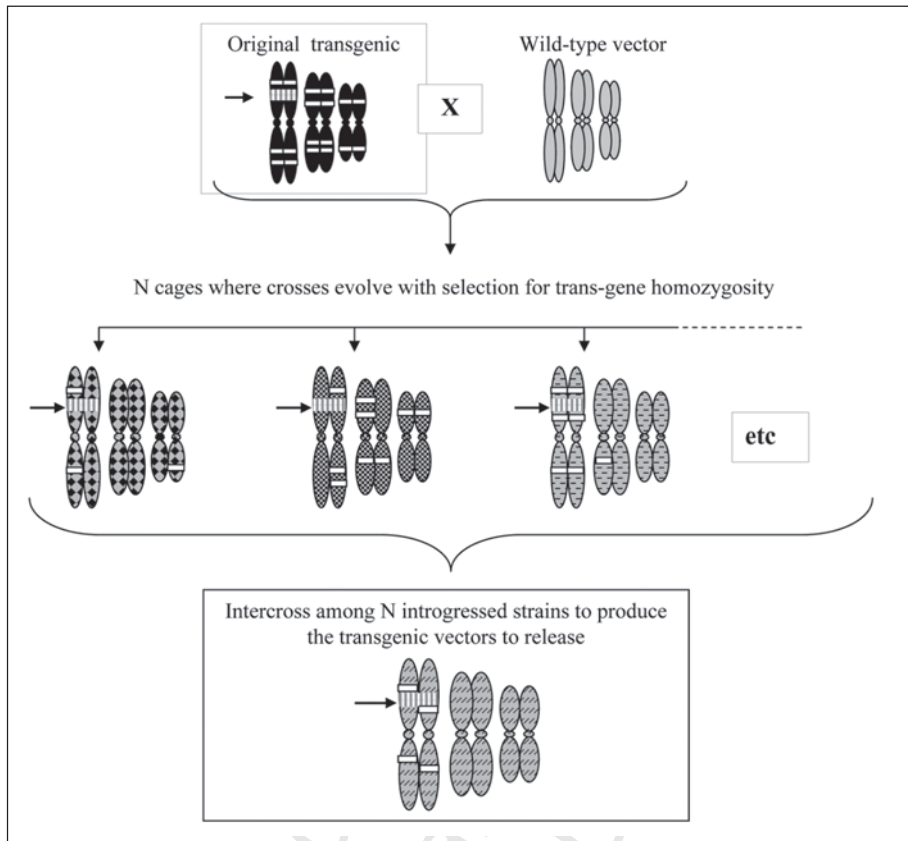 Original transgenic
Wild-type vector
X
N cages where crosses evolve with selection for trans-gene homozygosity
etc
Intercross among N introgressed strains to produce
the transgenic vectors to release